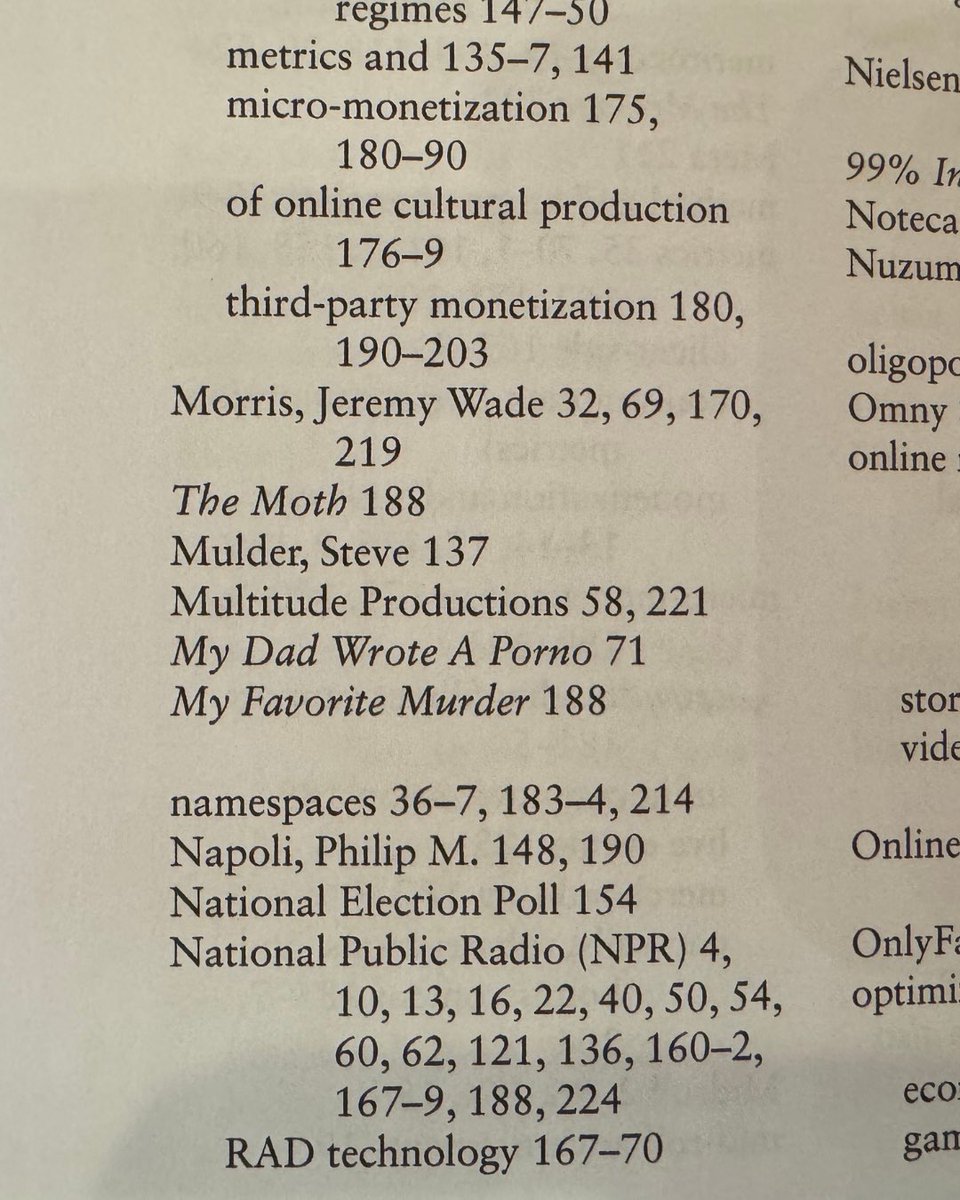 regimes 147–50
metrics and 135–7, 141
micro-monetization 175,
180–90
of online cultural production
176–9
third-party monetization 180,
190–203
Morris, Jeremy Wade 32, 69, 170,
219
The Moth 188
Mulder, Steve 137
Multitude Productions 58, 221
My Dad Wrote A Porno 71
My Favorite Murder 188
namespaces 36–7, 183–4, 214
Napoli, Philip M. 148, 190
National Election Poll 154
National Public Radio (NPR) 4,
10, 13, 16, 22, 40, 50, 54,
60, 62, 121, 136, 160–2,
167–9, 188, 224
RAD technology 167–70
Nielsen
99%
Nuzum
Omny
online
Online